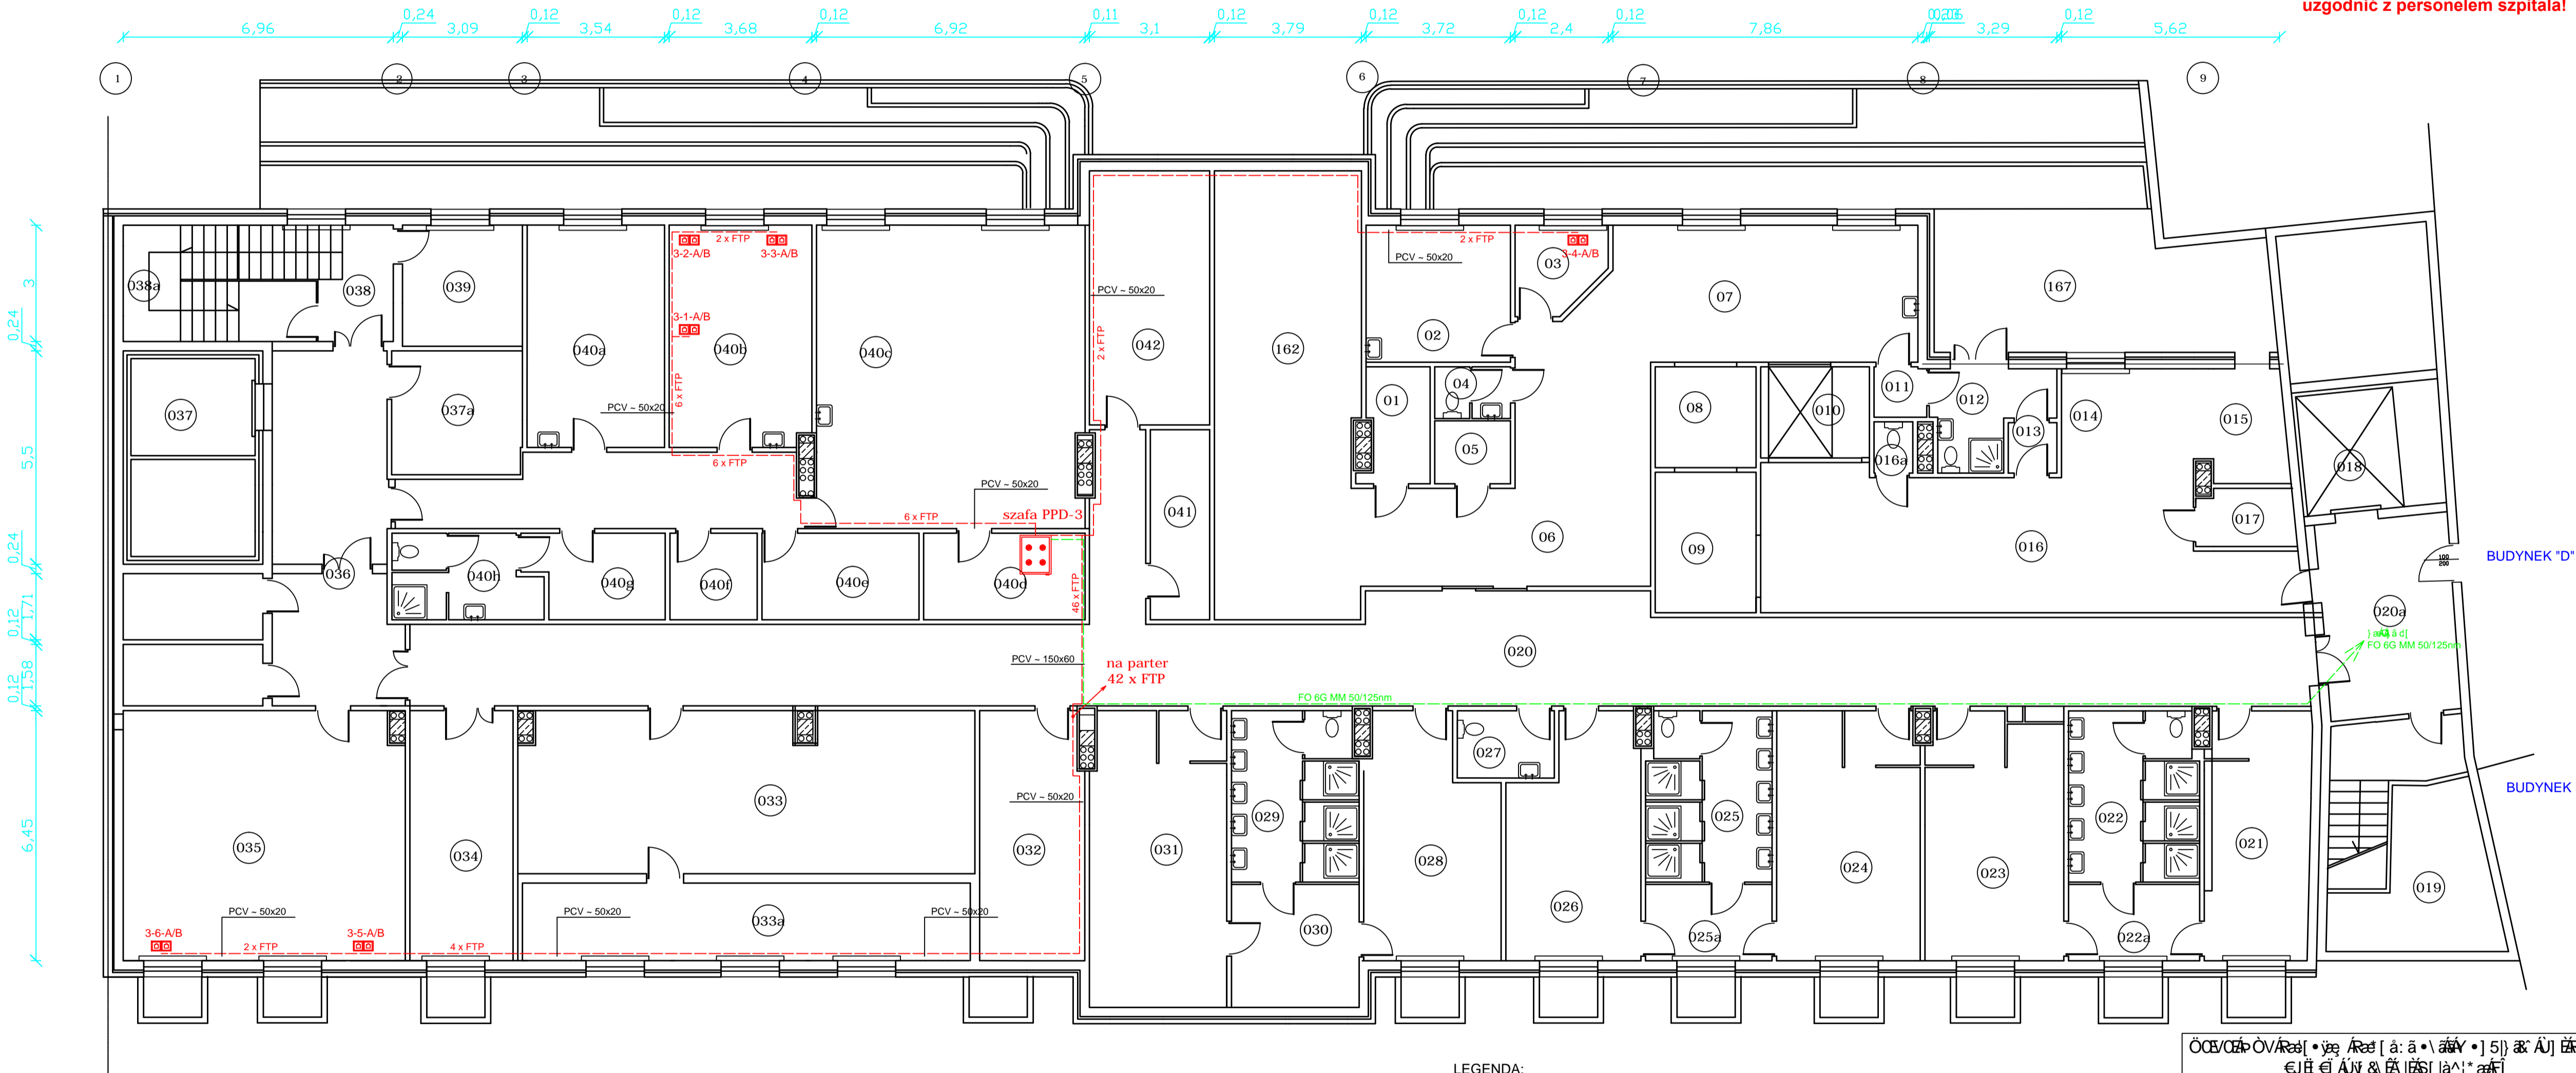 uzgodnić z personelem szpitala!
0,24 0,12 0,12 0,12 0,11 0,12 0,12 0,12 0,12 0,12
6,96 3,09 3,54 3,68 6,92 3,1 3,79 3,72 2,4 7,86 3,29 5,62
1 2 3 4 5 6 7 8 9
3
0,24
5,5
0,24
1,71
0,12
1,58
0,12
6,45
2 x FTP
3-2-A/B 3-3-A/B
2 x FTP
3-4-A/B
PCV ~ 50x20
038a 038 039
03
167
PCV ~ 50x20
07
3-1-A/B
2 x FTP
02
040a 040b 040c 042 162
6 x FTP
PCV ~ 50x20
037 037a
01 04 08 010 011 012 014 015
013
05 016a 018
6 x FTP
PCV ~ 50x20
6 x FTP
szafa PPD-3
041
017
06
09 016
036
040h 040g 040f 040e 040d
46 x FTP
100
200
BUDYNEK "D"
020a
FO 6G MM 50/125nm
PCV ~ 150x60
020
na parter
42 x FTP
FO 6G MM 50/125nm
027
PCV ~ 50x20
033
029 025 022
035 034 032 031 028 024 023 021
BUDYNEK
019
PCV ~ 50x20
PCV ~ 50x20
PCV ~ 50x20
033a 026
3-6-A/B 3-5-A/B
2 x FTP
4 x FTP
030 025a 022a
LEGENDA: